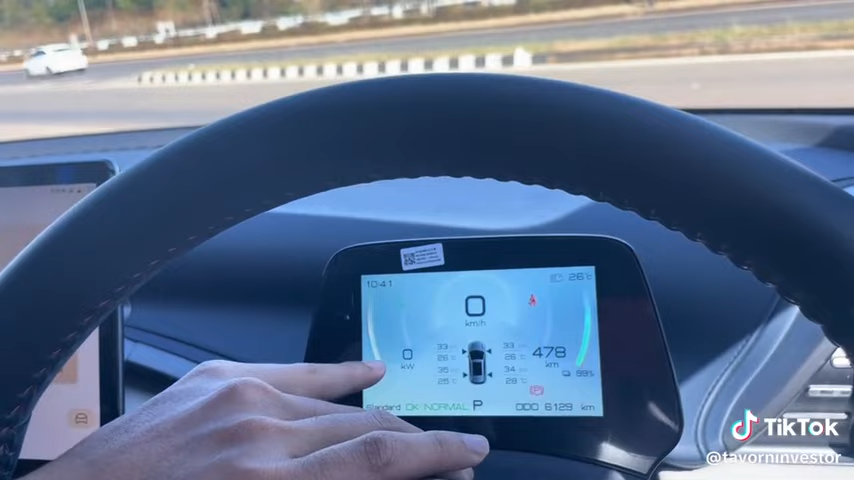 10:41
26°C
0
km/h
0
kW
33
26 °C
35
25 °C
33
26 °C
34
28 °C
478
km
99%
Standard OK NORMAL P ODO 6129 km
TikTok
@tavorninvestor